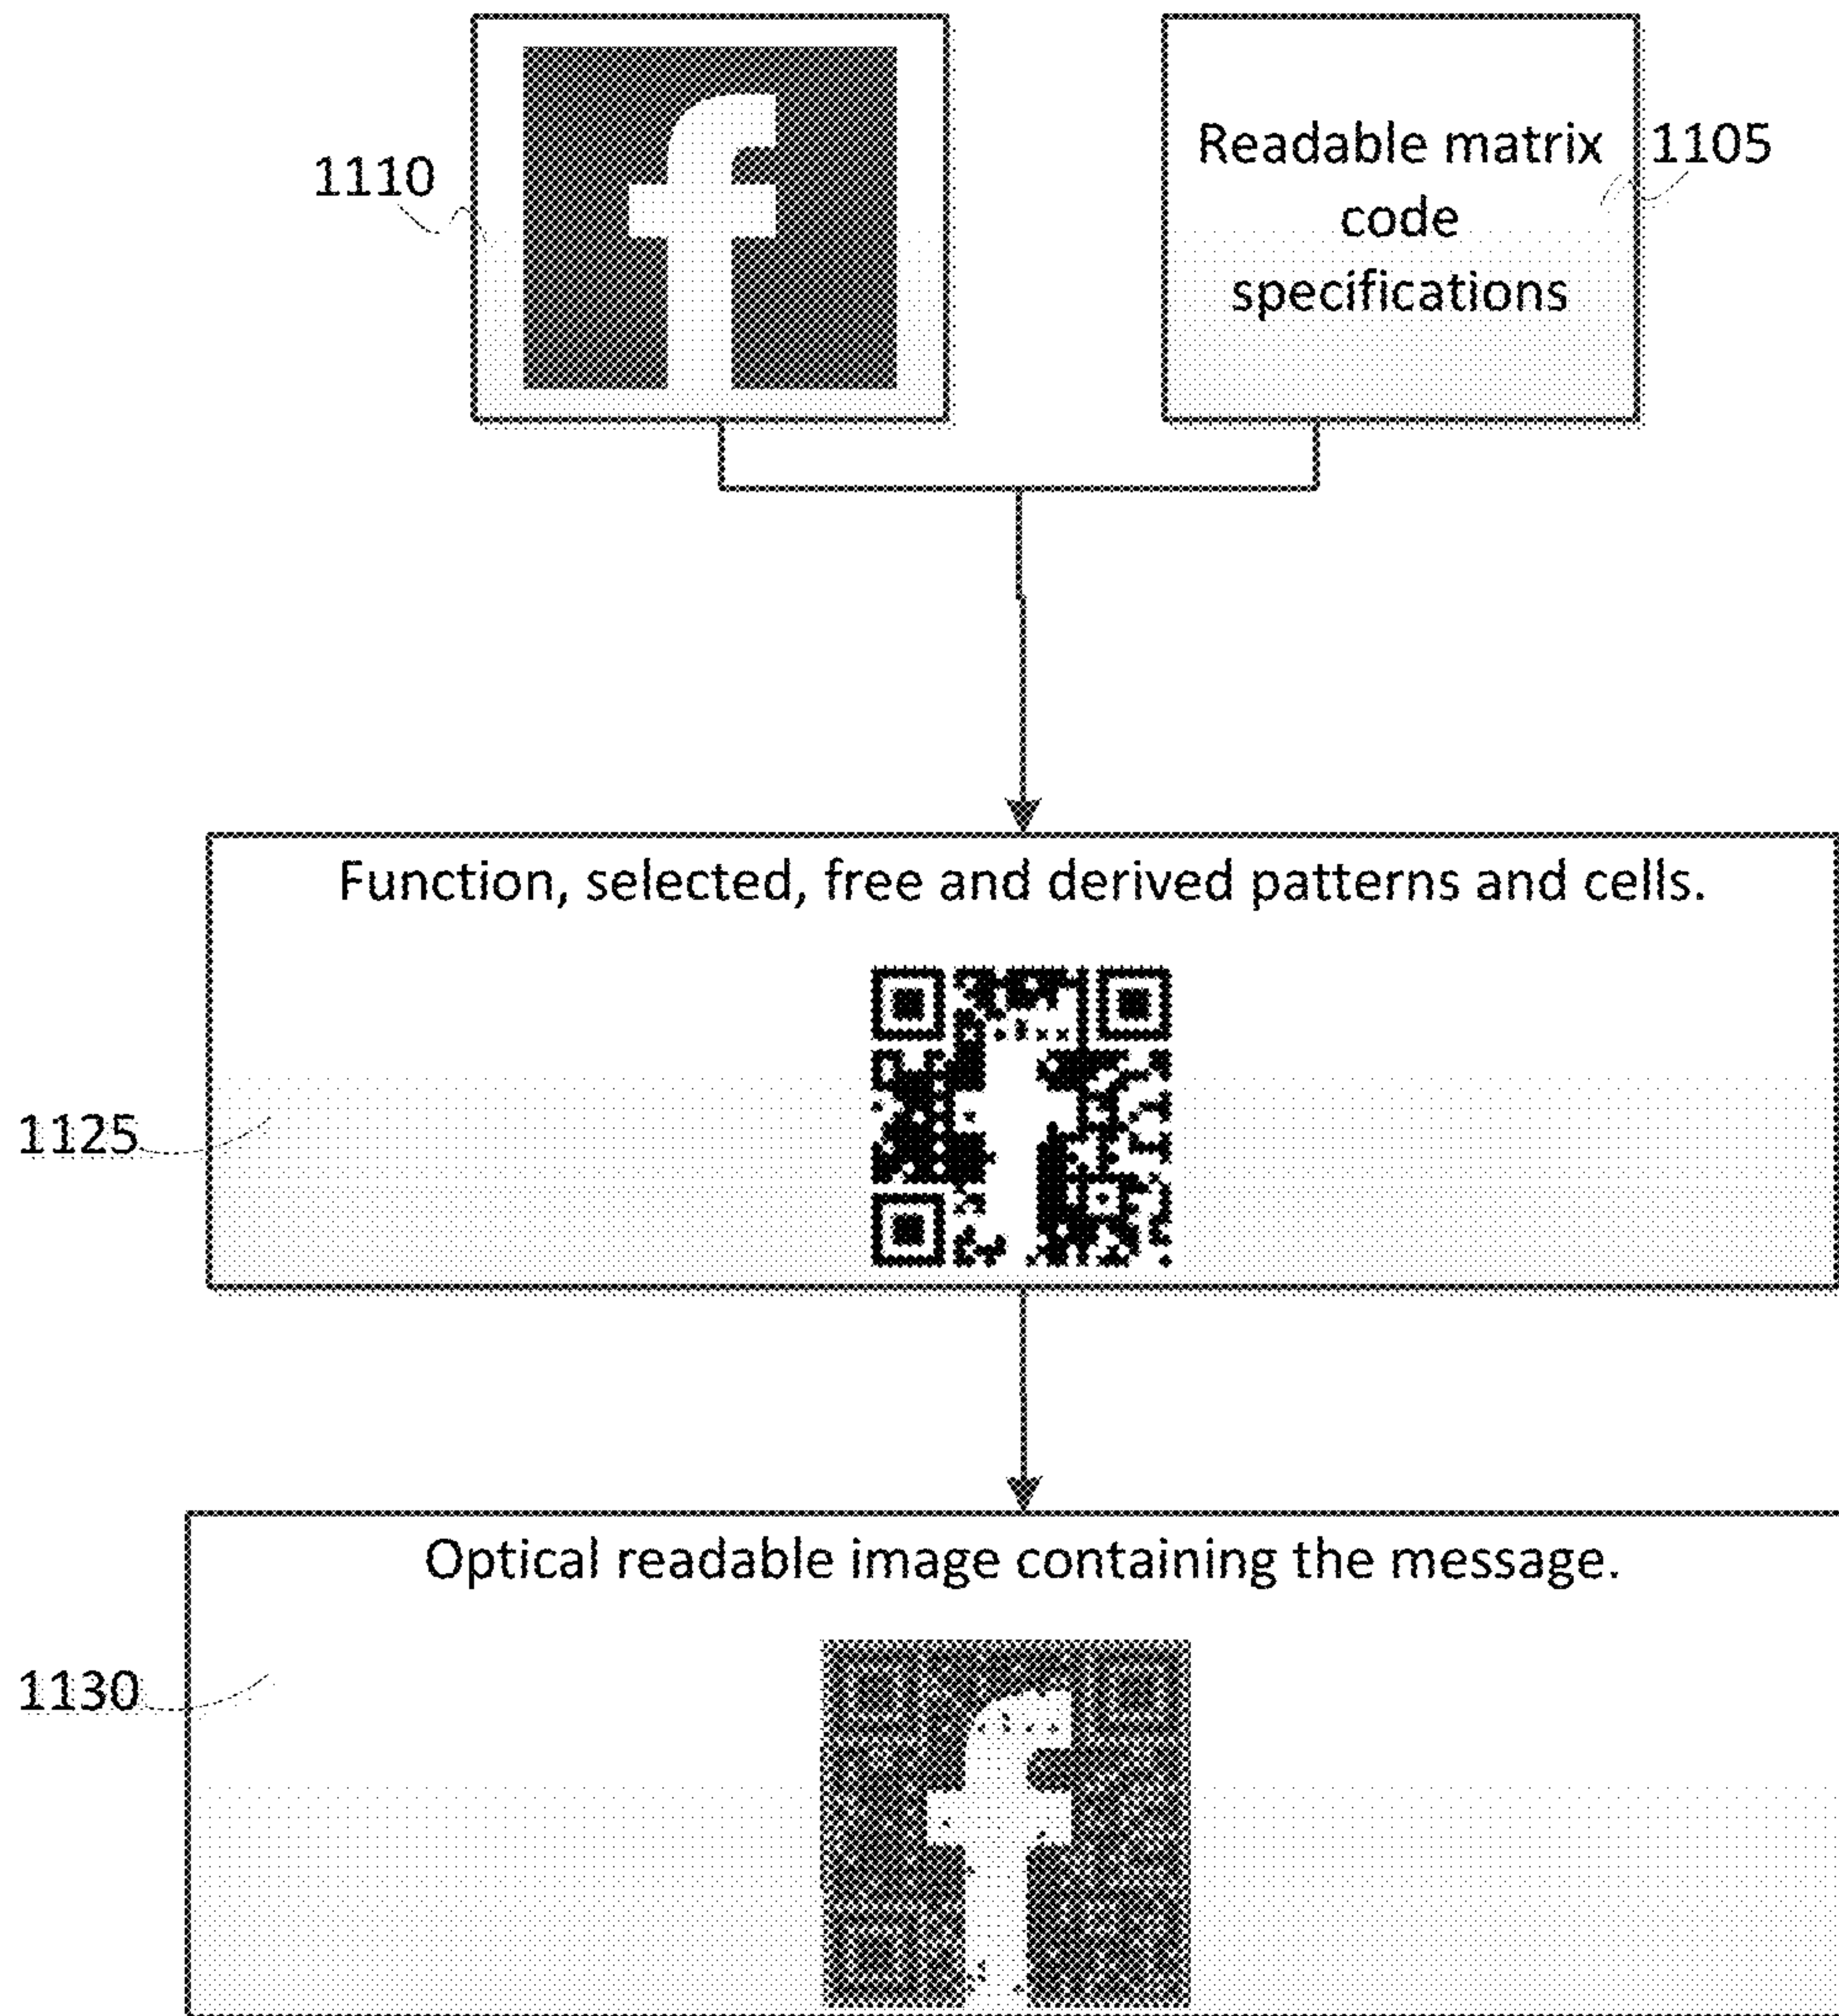 f
1110
Readable matrix
code
specifications
1105
Function, selected, free and derived patterns and cells.
1125
Optical readable image containing the message.
1130
f